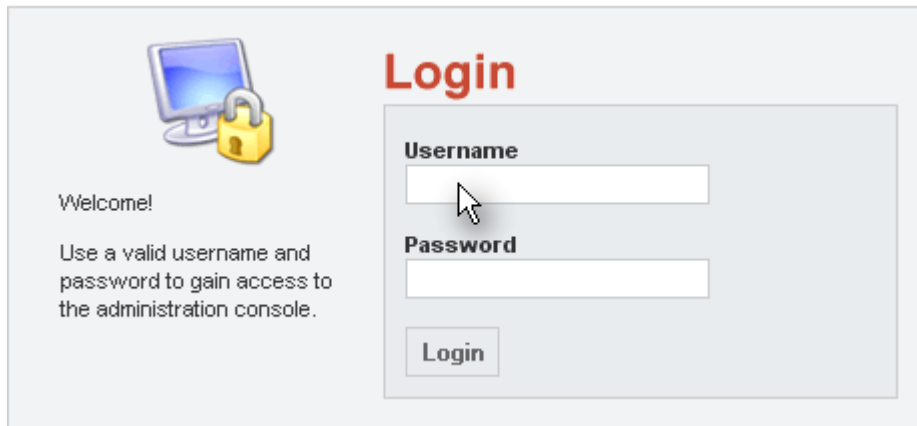 Login
Welcome!
Use a valid username and
password to gain access to
the administration console.
Username
Password
Login